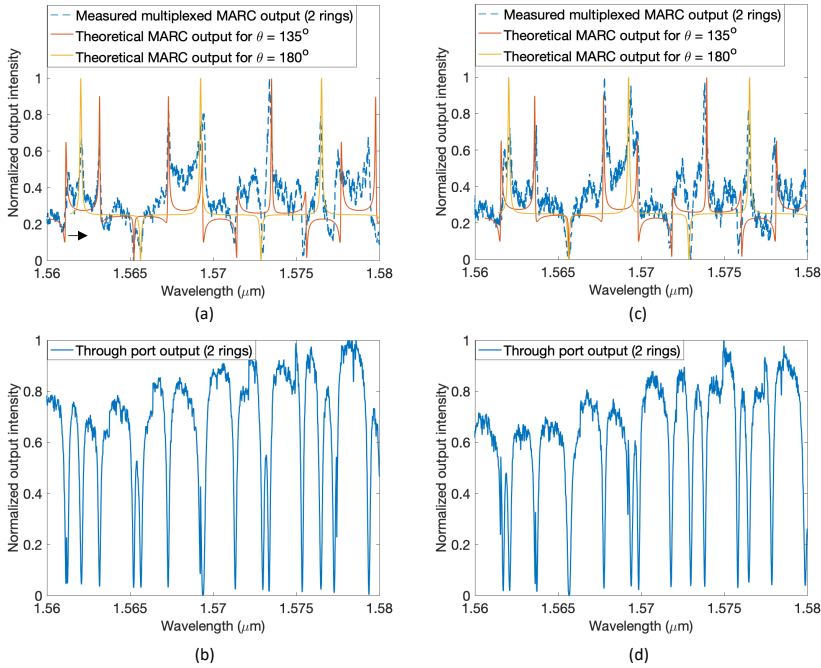 Measured multiplexed MARC output (2 rings)
Theoretical MARC output for θ = 135°
Theoretical MARC output for θ = 180°
Normalized output intensity
1
0.8
0.6
0.4
0.2
0
1.56
1.565
1.57
1.575
1.58
Wavelength (μm)
(a)
Measured multiplexed MARC output (2 rings)
Theoretical MARC output for θ = 135°
Theoretical MARC output for θ = 180°
Normalized output intensity
1
0.8
0.6
0.4
0.2
0
1.56
1.565
1.57
1.575
1.58
Wavelength (μm)
(c)
Through port output (2 rings)
Normalized output intensity
1
0.8
0.6
0.4
0.2
0
1.56
1.565
1.57
1.575
1.58
Wavelength (μm)
(b)
Through port output (2 rings)
Normalized output intensity
1
0.8
0.6
0.4
0.2
0
1.56
1.565
1.57
1.575
1.58
Wavelength (μm)
(d)